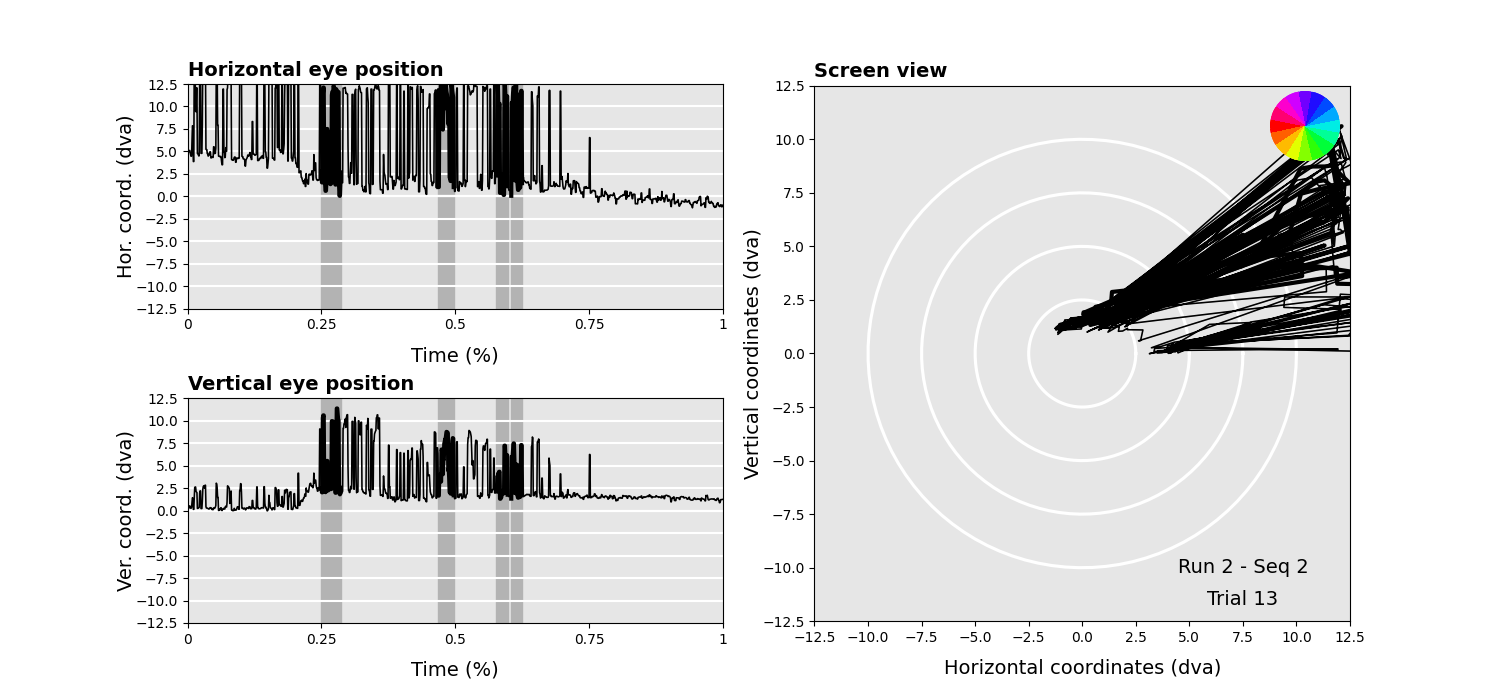 Horizontal eye position
Hor. coord. (dva)
12.5
10.0
7.5
5.0
2.5
0.0
−2.5
−5.0
−7.5
−10.0
−12.5
0 0.25 0.5 0.75 1
Time (%)
Vertical eye position
Ver. coord. (dva)
12.5
10.0
7.5
5.0
2.5
0.0
−2.5
−5.0
−7.5
−10.0
−12.5
0 0.25 0.5 0.75 1
Time (%)
Screen view
Vertical coordinates (dva)
12.5
10.0
7.5
5.0
2.5
0.0
−2.5
−5.0
−7.5
−10.0
−12.5
Run 2 - Seq 2
Trial 13
−12.5 −10.0 −7.5 −5.0 −2.5 0.0 2.5 5.0 7.5 10.0 12.5
Horizontal coordinates (dva)